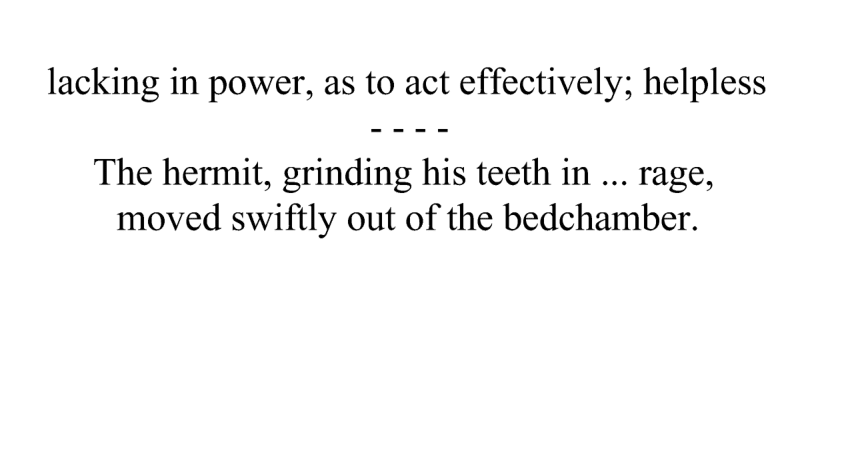 lacking in power, as to act effectively; helpless
- - - -
The hermit, grinding his teeth in ... rage,
moved swiftly out of the bedchamber.